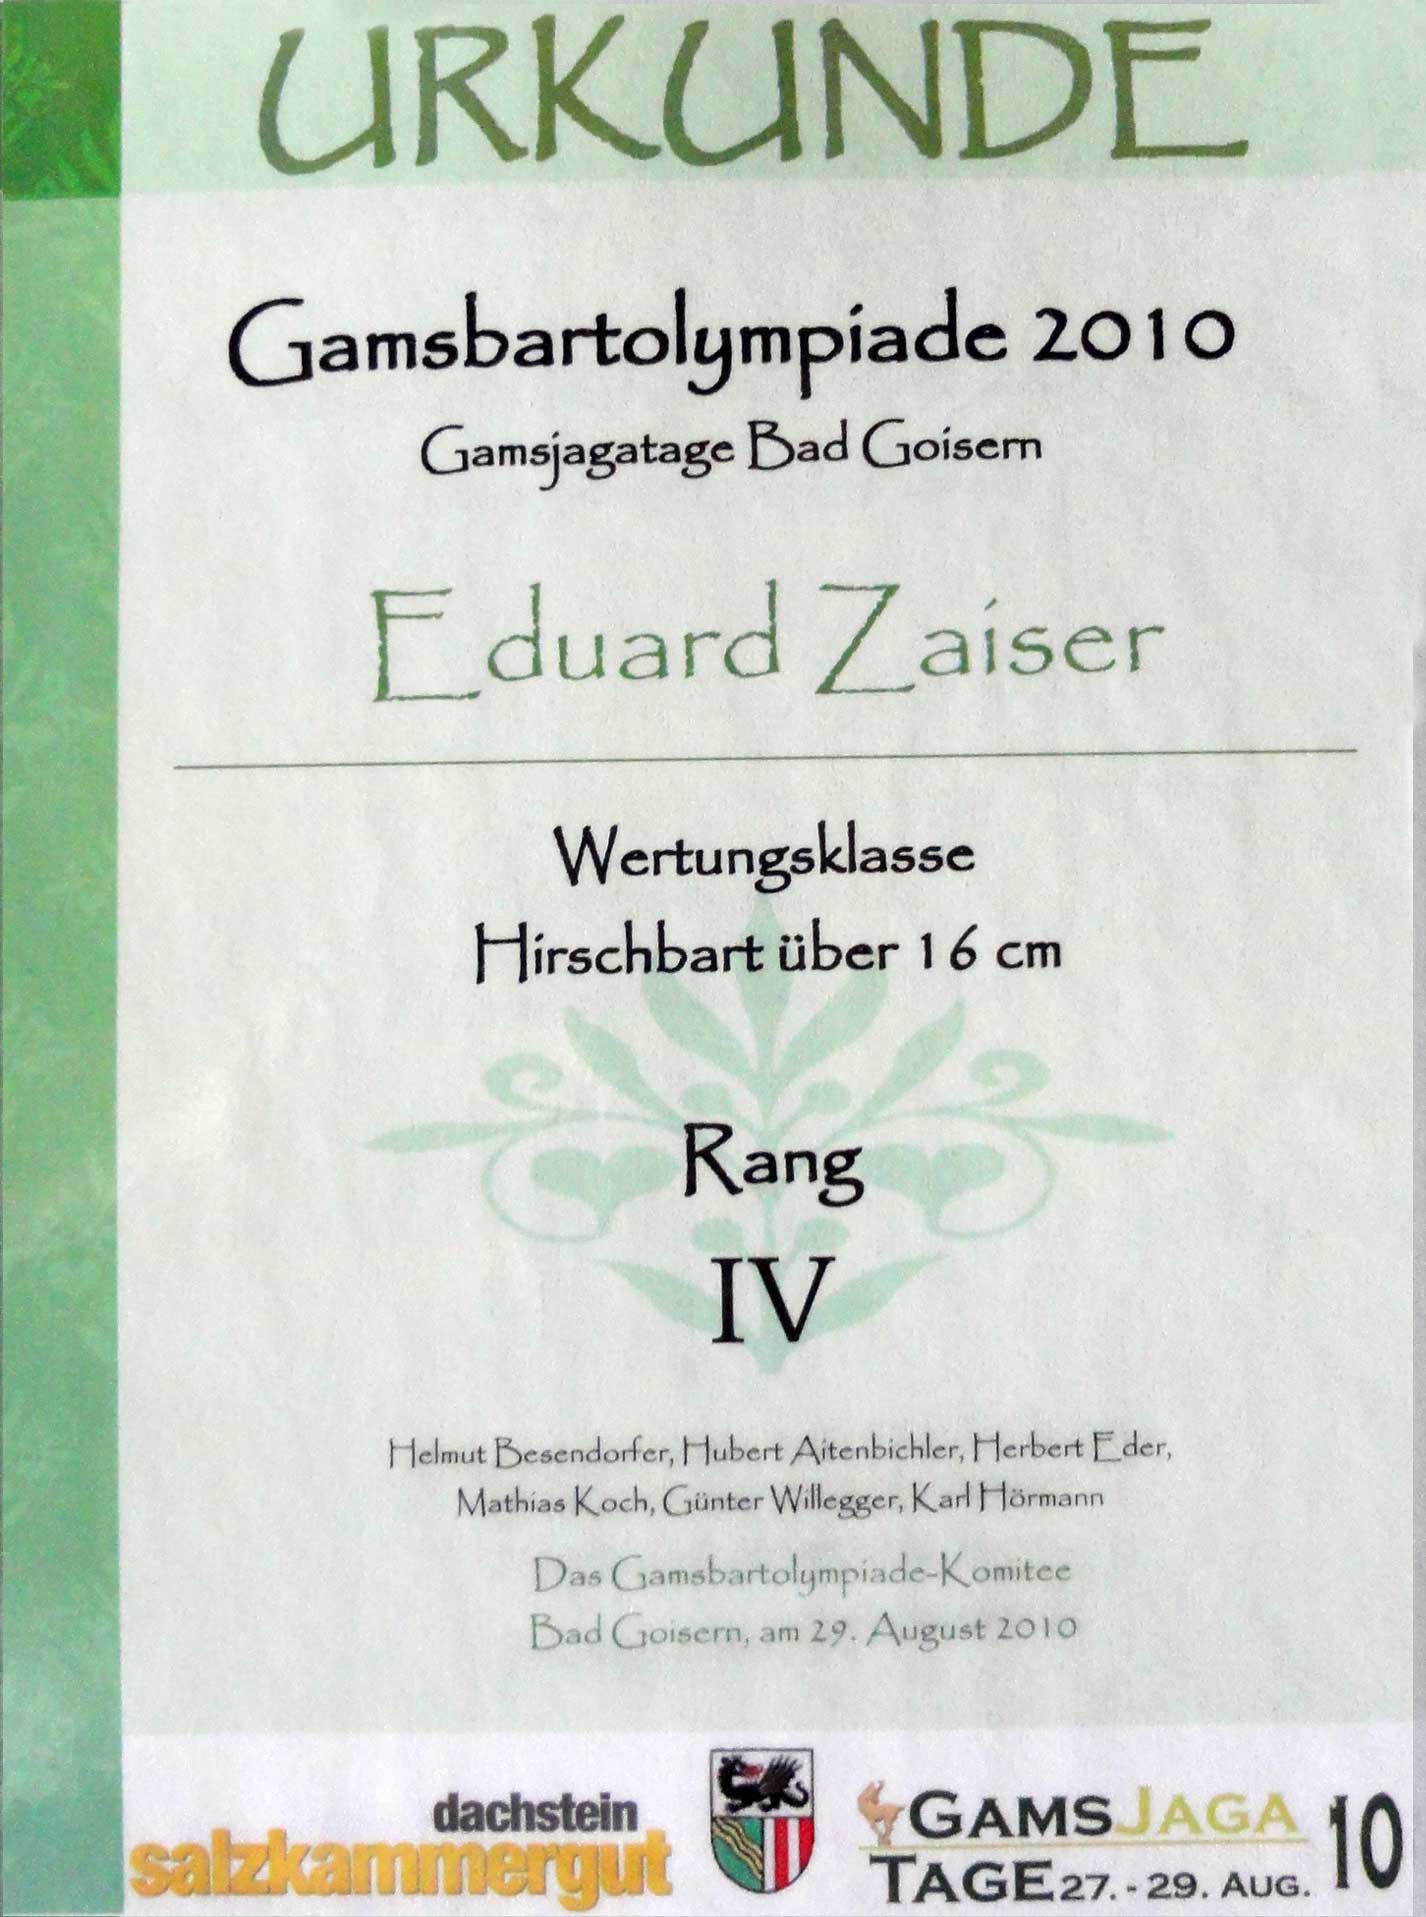 URKUNDE
Gamsbartolympiade 2010
Gamsjagatage Bad Goisern
Eduard Zaiser
Wertungsklasse
Hirschbart über 16 cm
Rang
IV
Helmut Besendorfer, Hubert Aitenbichler, Herbert Eder,
Mathias Koch, Günter Willegger, Karl Hörmann
Das Gamsbartolympiade-Komitee
Bad Goisern, am 29. August 2010
dachstein
salzkammergut
GAMSJAGA
TAGE 27. - 29. AUG. 10